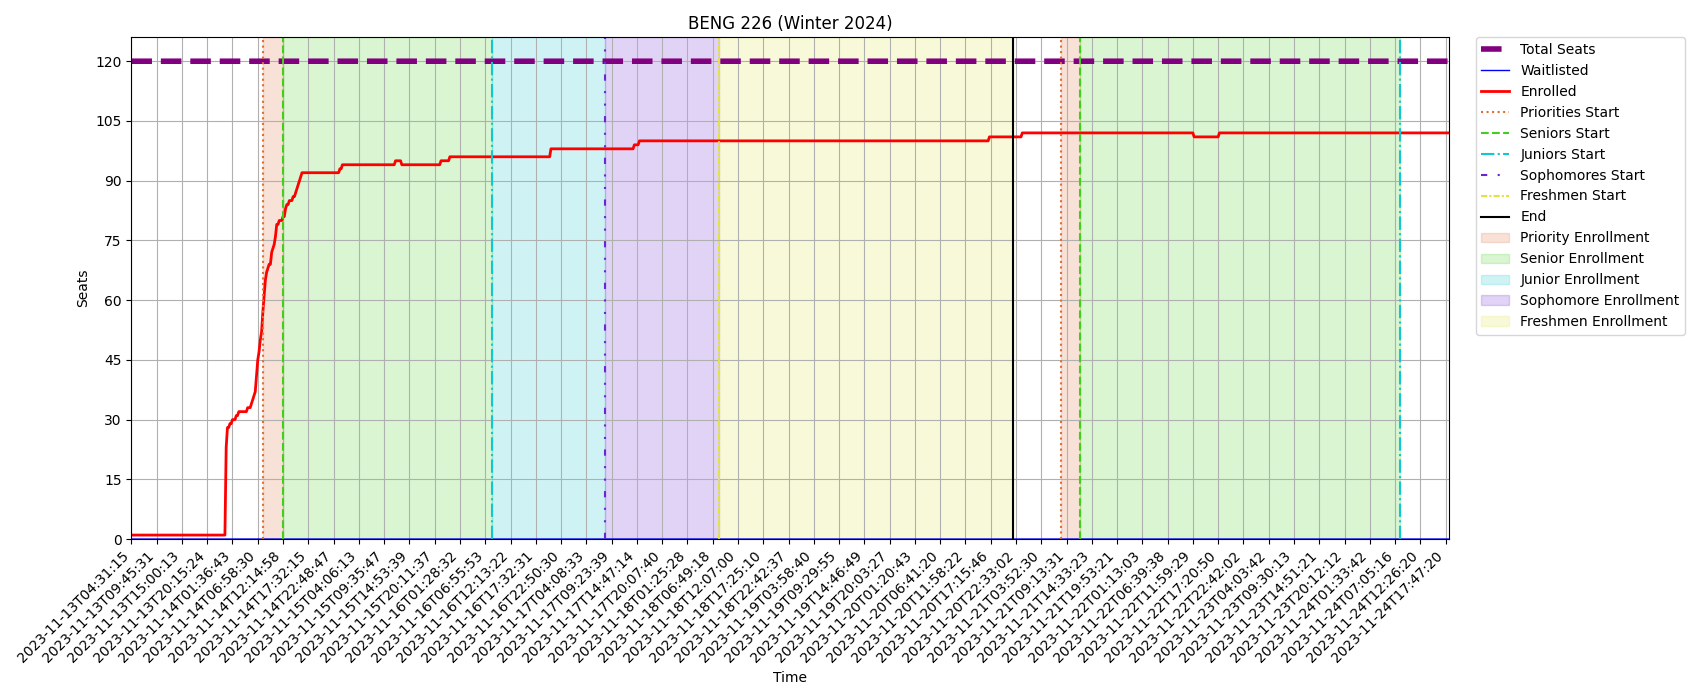 BENG 226 (Winter 2024)
Seats
120
105
90
75
60
45
30
15
0
2023-11-13T04:31:15
2023-11-13T09:45:31
2023-11-13T15:00:13
2023-11-13T20:15:24
2023-11-14T01:36:43
2023-11-14T06:58:30
2023-11-14T12:14:58
2023-11-14T17:32:15
2023-11-14T22:48:47
2023-11-15T04:06:13
2023-11-15T09:35:47
2023-11-15T14:53:39
2023-11-15T20:11:37
2023-11-16T01:28:32
2023-11-16T06:55:53
2023-11-16T12:13:22
2023-11-16T17:32:31
2023-11-16T22:50:30
2023-11-17T04:08:33
2023-11-17T09:23:39
2023-11-17T14:47:14
2023-11-17T20:07:40
2023-11-18T01:25:28
2023-11-18T06:49:18
2023-11-18T12:07:00
2023-11-18T17:25:10
2023-11-18T22:42:37
2023-11-19T03:58:40
2023-11-19T09:29:55
2023-11-19T14:46:49
2023-11-19T20:03:27
2023-11-20T01:20:43
2023-11-20T06:41:20
2023-11-20T11:58:22
2023-11-20T17:15:46
2023-11-20T22:33:02
2023-11-21T03:52:30
2023-11-21T09:13:31
2023-11-21T14:33:23
2023-11-21T19:53:21
2023-11-22T01:13:03
2023-11-22T06:39:38
2023-11-22T11:59:29
2023-11-22T17:20:50
2023-11-22T22:42:02
2023-11-23T04:03:42
2023-11-23T09:30:13
2023-11-23T14:51:21
2023-11-23T20:12:12
2023-11-24T01:33:42
2023-11-24T07:05:16
2023-11-24T12:26:20
2023-11-24T17:47:20
Time
Total Seats
Waitlisted
Enrolled
Priorities Start
Seniors Start
Juniors Start
Sophomores Start
Freshmen Start
End
Priority Enrollment
Senior Enrollment
Junior Enrollment
Sophomore Enrollment
Freshmen Enrollment